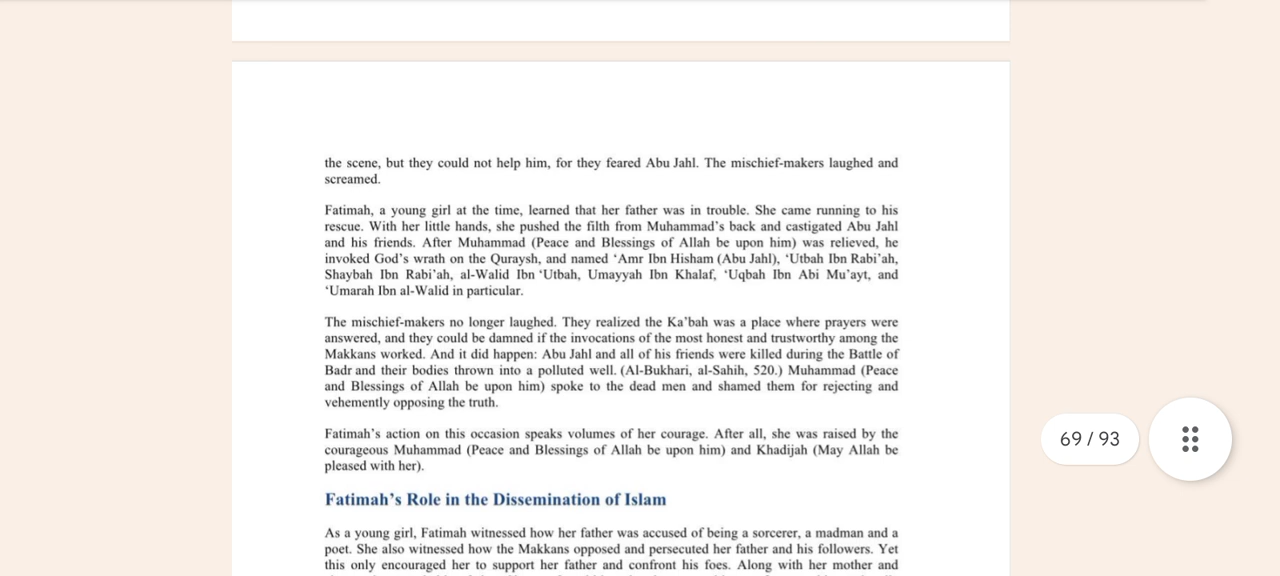 the scene, but they could not help him, for they feared Abu Jahl. The mischief-makers laughed and
screamed.
Fatimah, a young girl at the time, learned that her father was in trouble. She came running to his
rescue. With her little hands, she pushed the filth from Muhammad's back and castigated Abu Jahl
and his friends. After Muhammad (Peace and Blessings of Allah be upon him) was relieved, he
invoked God's wrath on the Quraysh, and named ‘Amr Ibn Hisham (Abu Jahl), ‘Utbah Ibn Rabi’ah,
Shaybah Ibn Rabi’ah, al-Walid Ibn ‘Utbah, Umayyah Ibn Khalaf, ‘Uqbah Ibn Abi Mu’ayt, and
‘Umarah Ibn al-Walid in particular.
The mischief-makers no longer laughed. They realized the Ka’bah was a place where prayers were
answered, and they could be damned if the invocations of the most honest and trustworthy among the
Makkans worked. And it did happen: Abu Jahl and all of his friends were killed during the Battle of
Badr and their bodies thrown into a polluted well. (Al-Bukhari, al-Sahih, 520.) Muhammad (Peace
and Blessings of Allah be upon him) spoke to the dead men and shamed them for rejecting and
vehemently opposing the truth.
Fatimah’s action on this occasion speaks volumes of her courage. After all, she was raised by the
courageous Muhammad (Peace and Blessings of Allah be upon him) and Khadijah (May Allah be
pleased with her).
69 / 93
Fatimah’s Role in the Dissemination of Islam
As a young girl, Fatimah witnessed how her father was accused of being a sorcerer, a madman and a
poet. She also witnessed how the Makkans opposed and persecuted her father and his followers. Yet
this only encouraged her to support her father and confront his foes. Along with her mother and